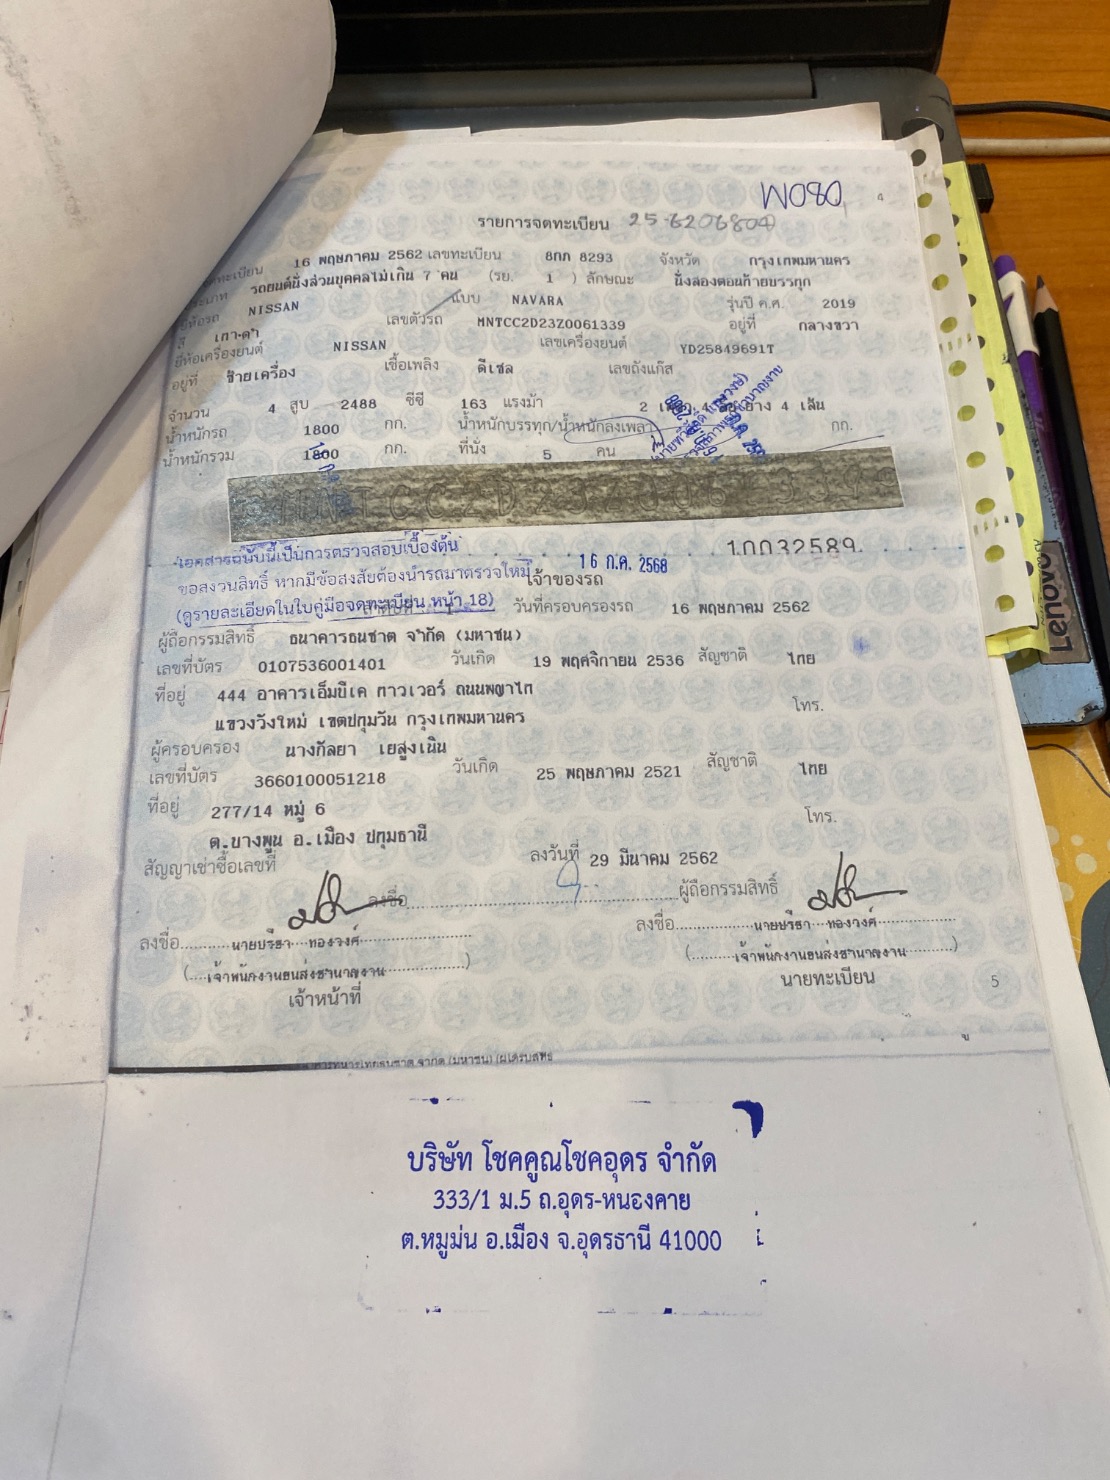 W080
4
รายการจดทะเบียน 25-6206804
16 พฤษภาคม 2562 เลขทะเบียน 8กภ 8293 จังหวัด กรุงเทพมหานคร
รถยนต์นั่งส่วนบุคคลไม่เกิน 7 คน (รย. 1 ) ลักษณะ นั่งสองตอนท้ายบรรทุก
NISSAN แบบ NAVARA รุ่นปี ค.ศ. 2019
สี เทา-ดำ เลขตัวรถ MNTCC2D23Z0061339 อยู่ที่ กลางขวา
ยี่ห้อเครื่องยนต์ NISSAN เลขเครื่องยนต์ YD25849691T
อยู่ที่ ซ้ายเครื่อง เชื้อเพลิง ดีเซล เลขถังแก๊ส
จำนวน 4 สูบ 2488 ซีซี 163 แรงม้า 2 เพลา 4 ล้อ ยาง 4 เส้น
น้ำหนักรถ 1800 กก. น้ำหนักบรรทุก/น้ำหนักลงเพลา กก.
น้ำหนักรวม 1800 กก. ที่นั่ง 5 คน
เอกสารฉบับนี้เป็นการตรวจสอบเบื้องต้น 10032589
ขอสงวนสิทธิ์ หากมีข้อสงสัยต้องนำรถมาตรวจใหม่ 16 ก.ค. 2568 เจ้าของรถ
(ดูรายละเอียดในใบคู่มือจดทะเบียน หน้า 18) วันที่ครอบครองรถ 16 พฤษภาคม 2562
ผู้ถือกรรมสิทธิ์ ธนาคารธนชาต จำกัด (มหาชน)
เลขที่บัตร 0107536001401 วันเกิด 19 พฤศจิกายน 2536 สัญชาติ ไทย
ที่อยู่ 444 อาคารเอ็มบีเค ทาวเวอร์ ถนนพญาไท โทร.
แขวงวังใหม่ เขตปทุมวัน กรุงเทพมหานคร
ผู้ครอบครอง นางกัลยา เยสูงเนิน
เลขที่บัตร 3660100051218 วันเกิด 25 พฤษภาคม 2521 สัญชาติ ไทย
ที่อยู่ 277/14 หมู่ 6 โทร.
ต.บางพูน อ.เมือง ปทุมธานี
สัญญาเช่าซื้อเลขที่ ลงวันที่ 29 มีนาคม 2562
ลงชื่อ ผู้ถือกรรมสิทธิ์
ลงชื่อ นายปรีธา ทองวงศ์ ลงชื่อ นายปรีธา ทองวงศ์
(เจ้าพนักงานขนส่งชำนาญงาน) (เจ้าพนักงานขนส่งชำนาญงาน)
เจ้าหน้าที่ นายทะเบียน 5
บริษัท โชคคูณโชคอุดร จำกัด
333/1 ม.5 ถ.อุดร-หนองคาย
ต.หมูม่น อ.เมือง จ.อุดรธานี 41000